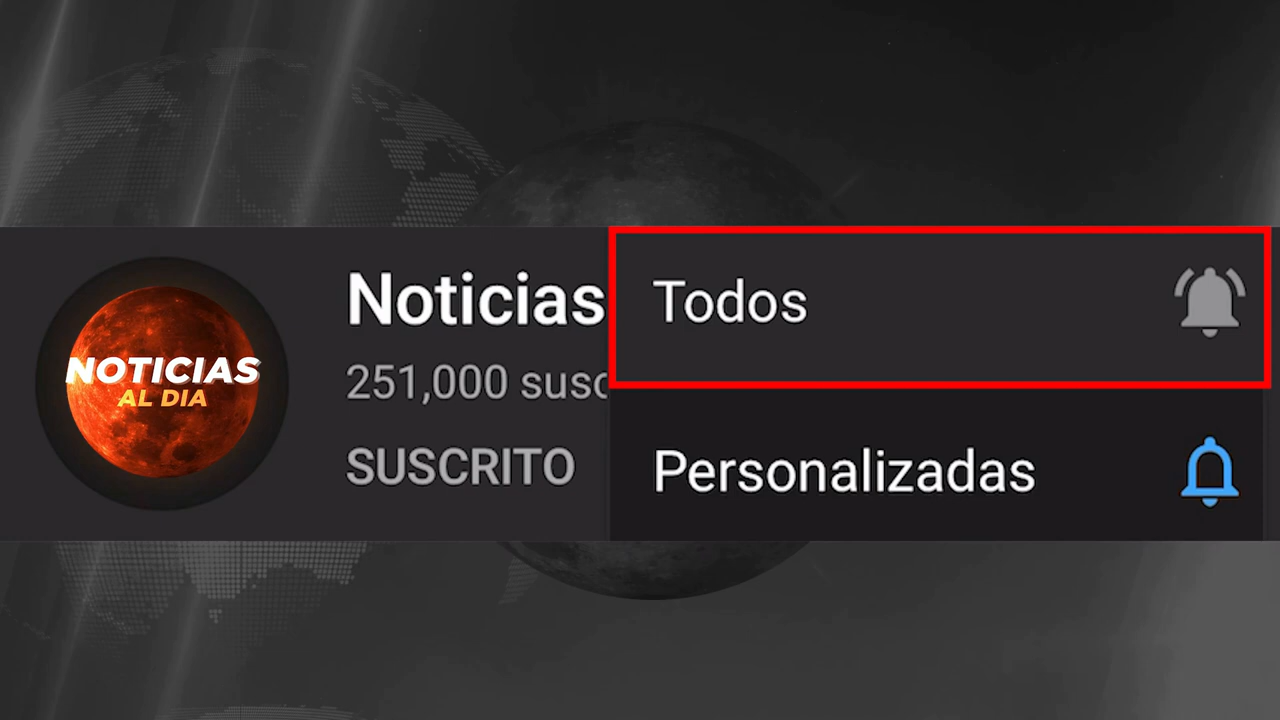 NOTICIAS
AL DIA
Noticias
251,000 susc
SUSCRITO
Todos
Personalizadas